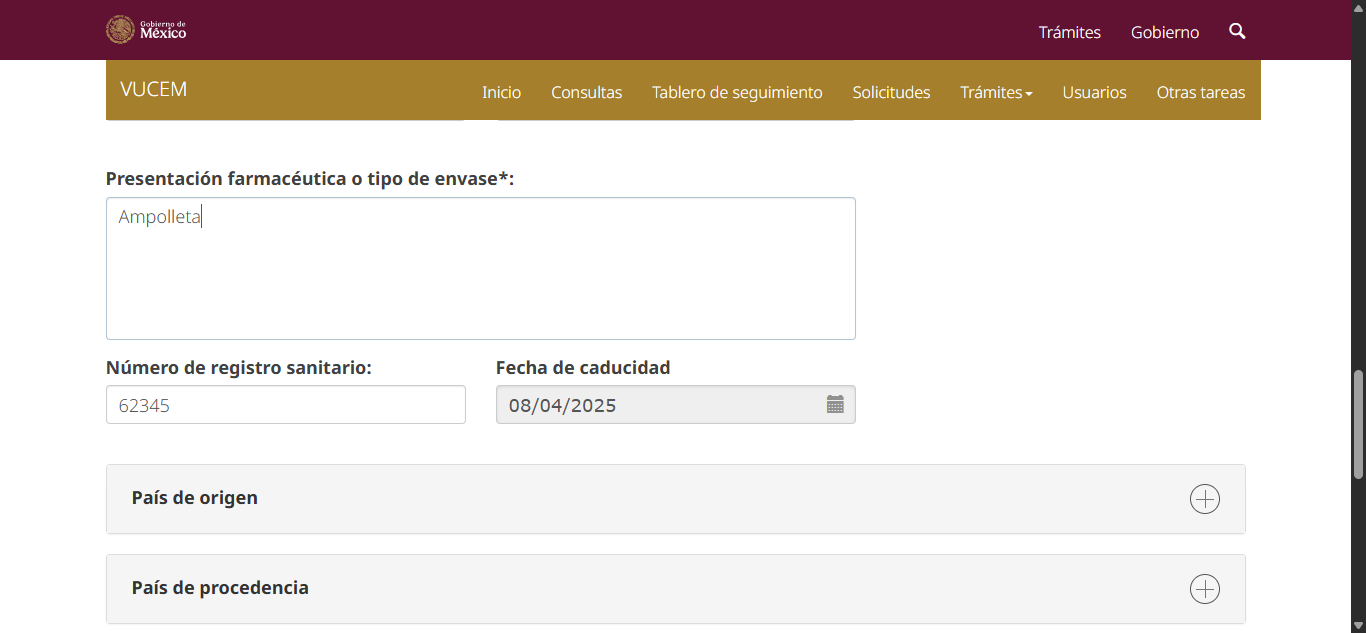 Gobierno de
México
Trámites
Gobierno
VUCEM
Inicio
Consultas
Tablero de seguimiento
Solicitudes
Trámites
Usuarios
Otras tareas
Presentación farmacéutica o tipo de envase*:
Ampolleta
Número de registro sanitario:
Fecha de caducidad
62345
08/04/2025
País de origen
País de procedencia